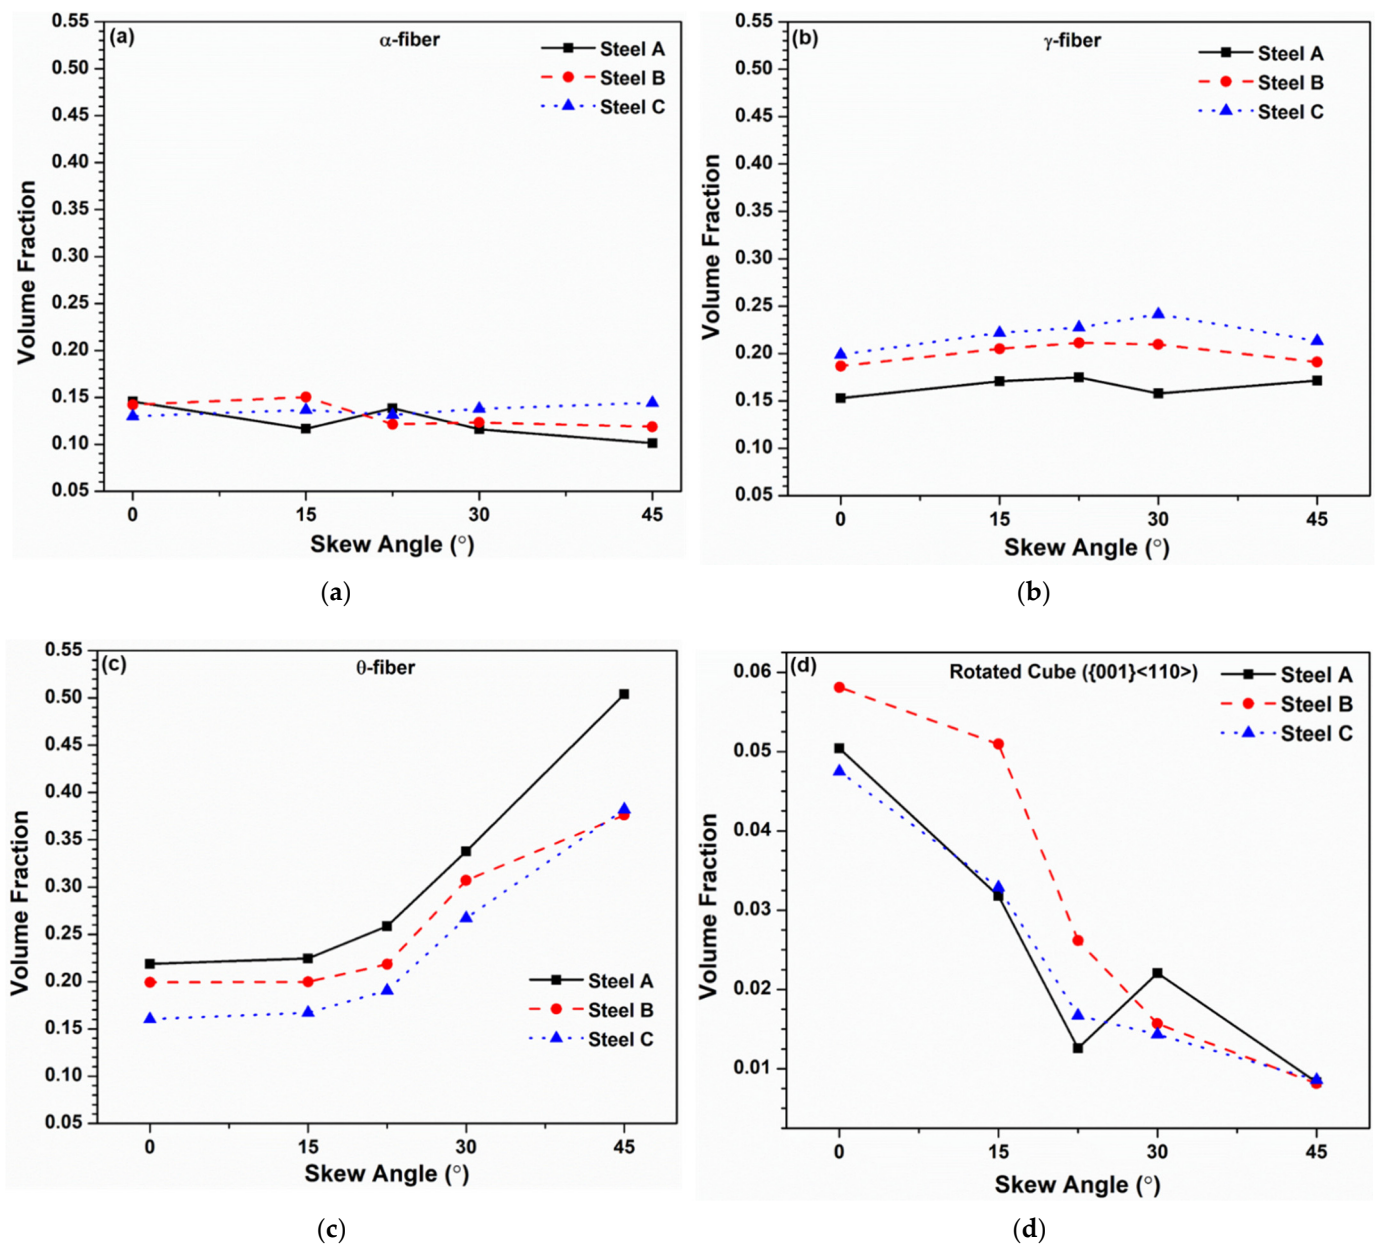 (a)
α-fiber
Steel A
Steel B
Steel C
0.55
0.50
0.45
0.40
0.35
0.30
0.25
0.20
0.15
0.10
0.05
Volume Fraction
0 15 30 45
Skew Angle (°)
(a)
(b)
γ-fiber
Steel A
Steel B
Steel C
0.55
0.50
0.45
0.40
0.35
0.30
0.25
0.20
0.15
0.10
0.05
Volume Fraction
0 15 30 45
Skew Angle (°)
(b)
(c)
θ-fiber
0.55
0.50
0.45
0.40
0.35
0.30
0.25
0.20
0.15
0.10
0.05
Volume Fraction
Steel A
Steel B
Steel C
0 15 30 45
Skew Angle (°)
(c)
(d)
Rotated Cube ({001}<110>)
Steel A
Steel B
Steel C
0.06
0.05
0.04
0.03
0.02
0.01
Volume Fraction
0 15 30 45
Skew Angle (°)
(d)